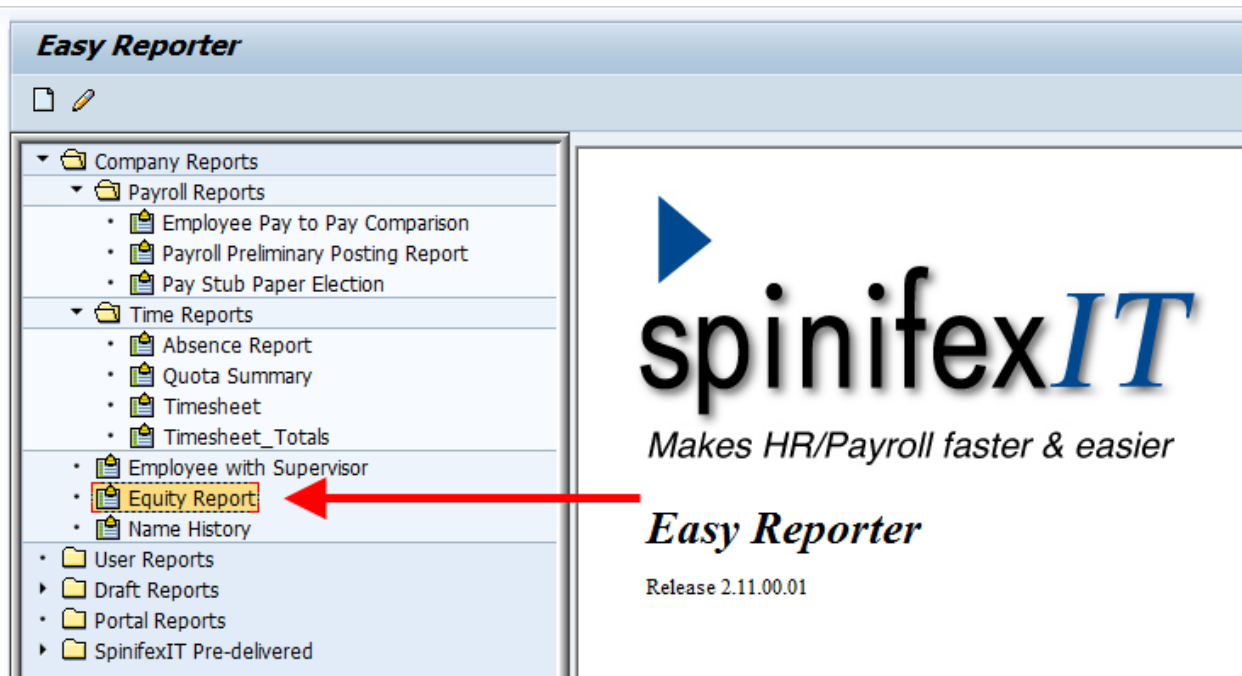 Easy Reporter
Company Reports
Payroll Reports
Employee Pay to Pay Comparison
Payroll Preliminary Posting Report
Pay Stub Paper Election
Time Reports
Absence Report
Quota Summary
Timesheet
Timesheet_Totals
Employee with Supervisor
Equity Report
Name History
User Reports
Draft Reports
Portal Reports
SpinifexIT Pre-delivered
spinifexIT
Makes HR/Payroll faster & easier
Easy Reporter
Release 2.11.00.01